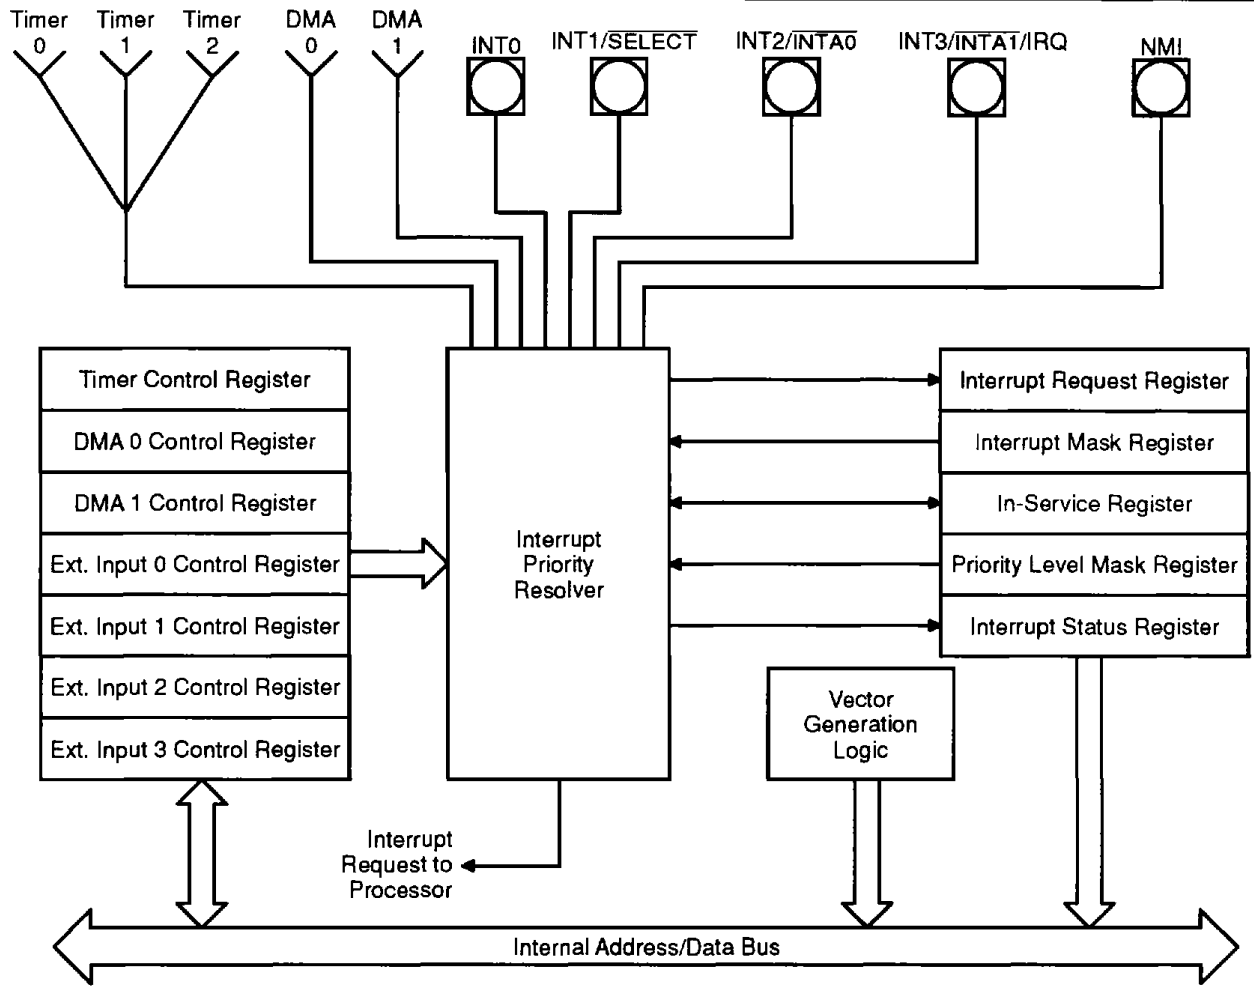 Timer Timer Timer DMA DMA
0 1 2 0 1
INT0 INT1/SELECT INT2/INTA0 INT3/INTA1/IRQ NMI
Timer Control Register
DMA 0 Control Register
DMA 1 Control Register
Ext. Input 0 Control Register
Ext. Input 1 Control Register
Ext. Input 2 Control Register
Ext. Input 3 Control Register
Interrupt
Priority
Resolver
Interrupt Request Register
Interrupt Mask Register
In-Service Register
Priority Level Mask Register
Interrupt Status Register
Vector
Generation
Logic
Interrupt
Request to
Processor
Internal Address/Data Bus